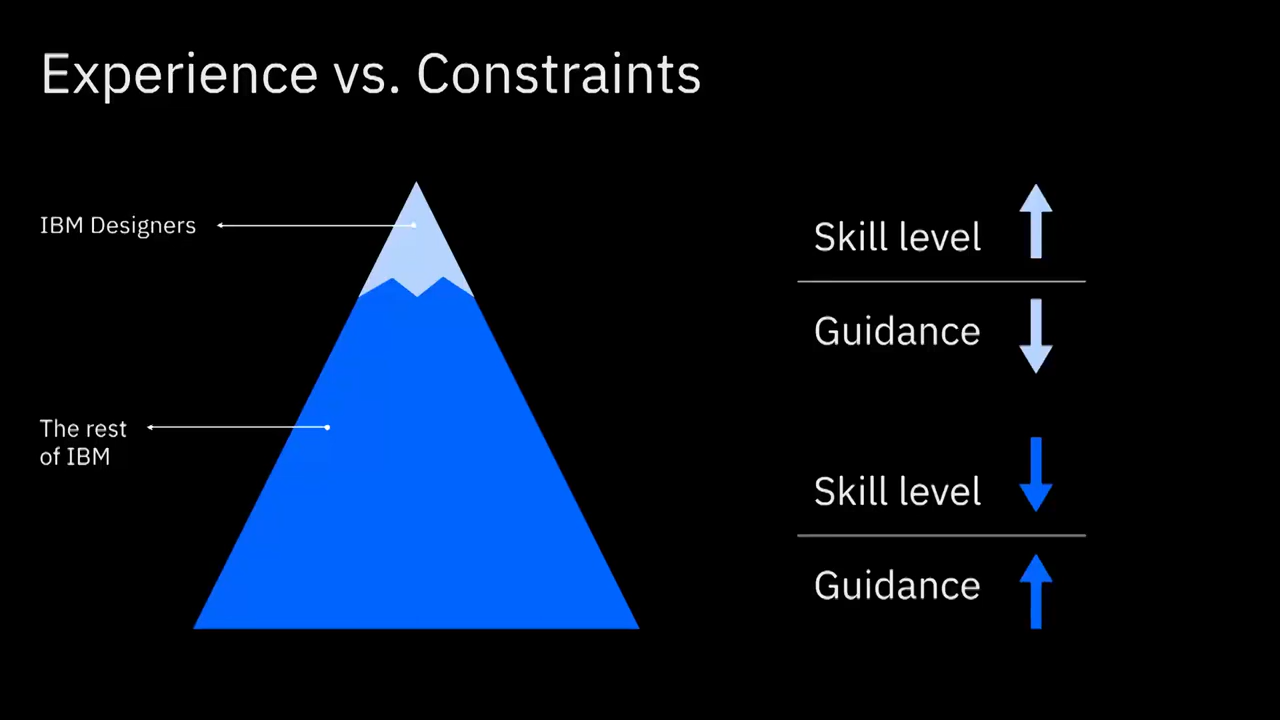 Experience vs. Constraints
IBM Designers
The rest
of IBM
Skill level
Guidance
Skill level
Guidance